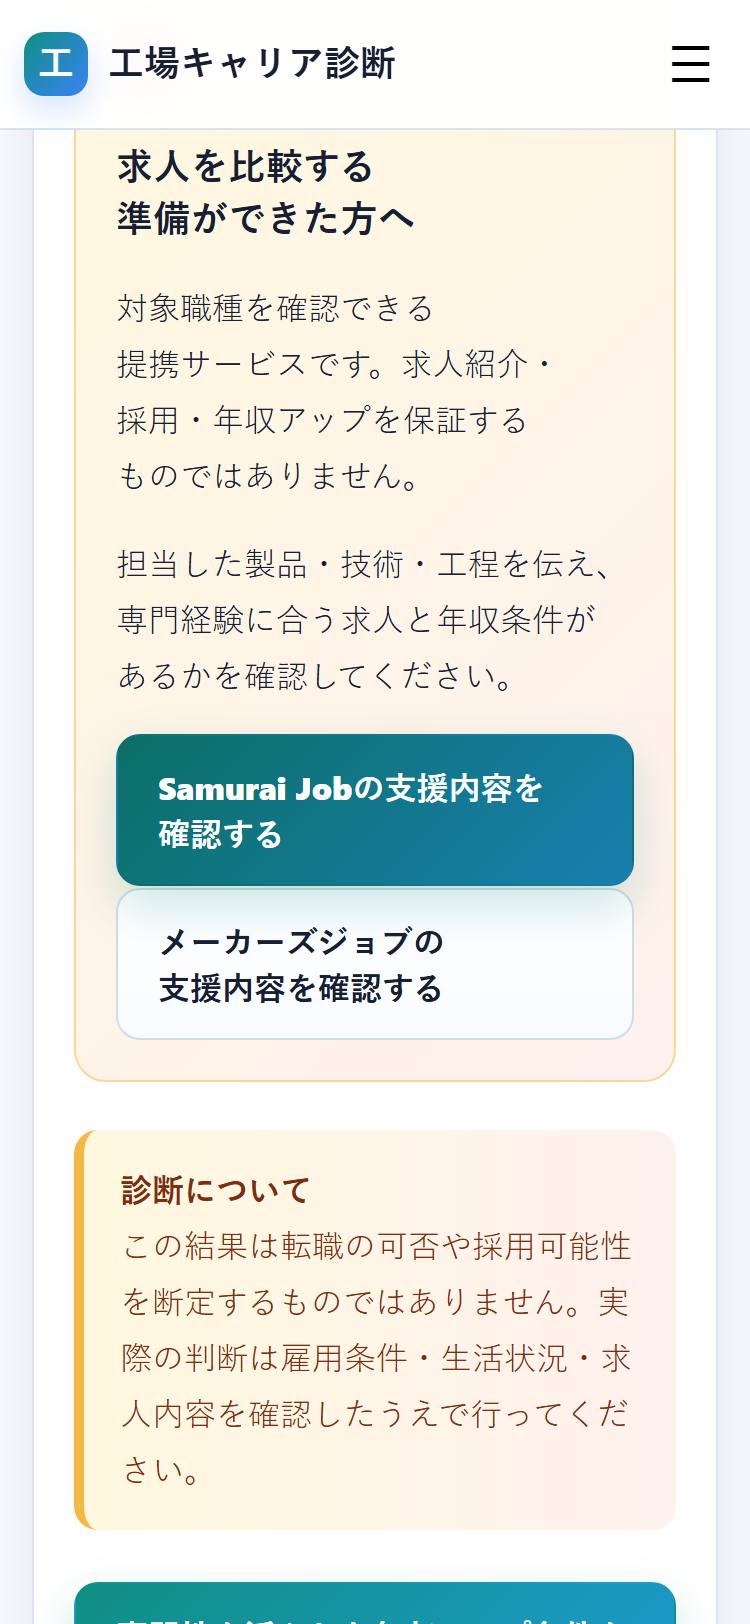 工 工場キャリア診断
求人を比較する
準備ができた方へ
対象職種を確認できる
提携サービスです。求人紹介・
採用・年収アップを保証する
ものではありません。
担当した製品・技術・工程を伝え、
専門経験に合う求人と年収条件が
あるかを確認してください。
Samurai Jobの支援内容を
確認する
メーカーズジョブの
支援内容を確認する
診断について
この結果は転職の可否や採用可能性
を断定するものではありません。実
際の判断は雇用条件・生活状況・求
人内容を確認したうえで行ってくだ
さい。